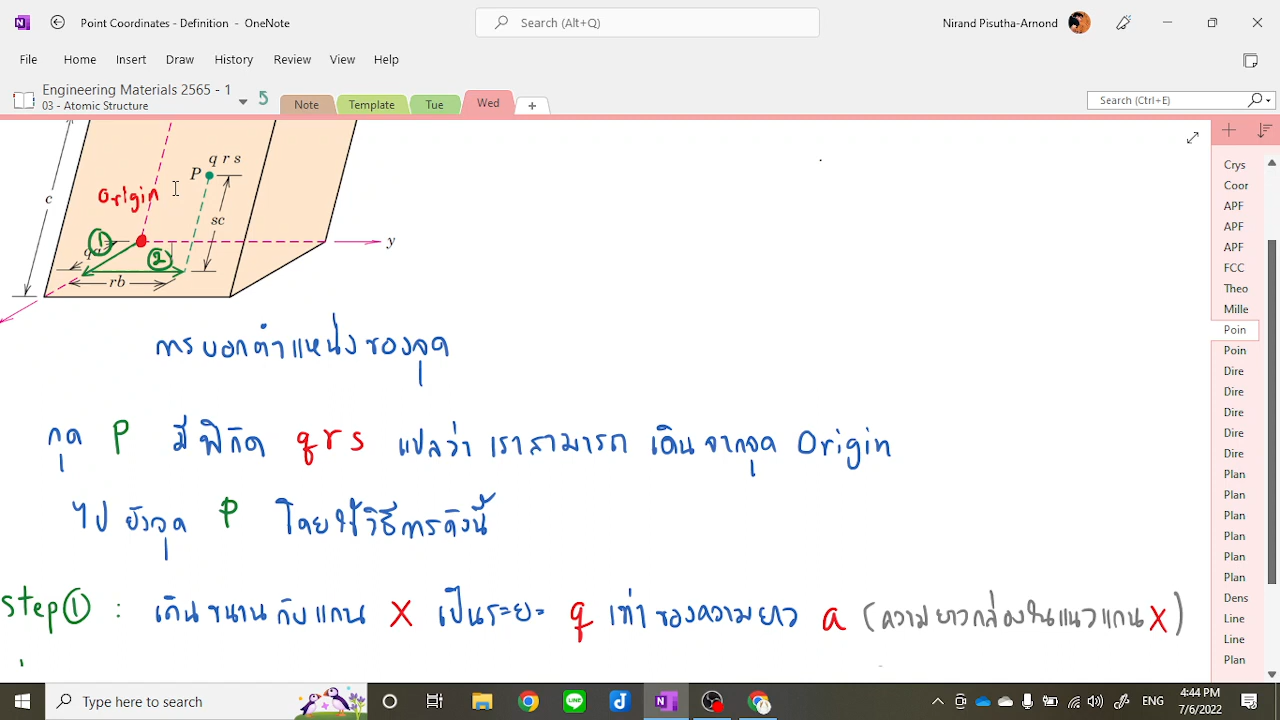 Point Coordinates - Definition - OneNote
Search (Alt+Q)
Nirand Pisutha-Arnond
File Home Insert Draw History Review View Help
Engineering Materials 2565 - 1
03 - Atomic Structure
Note Template Tue Wed +
Search (Ctrl+E)
q r s
P
c
Origin
sc
①
qa
②
y
rb
การบอกตำแหน่งของจุด
จุด P มีพิกัด q r s แปลว่า เราสามารถ เดินจากจุด Origin
ไป ยังจุด P โดยใช้วิธีการดังนี้
step ① : เดินขนานกับแกน X เป็นระยะ q เท่าของความยาว a (ความยาวกล่องในแนวแกน X)
Crys
Coor
APF
APF
APF
FCC
Theo
Mille
Poin
Poin
Dire
Dire
Dire
Dire
Dire
Plan
Plan
Plan
Plan
Plan
Plan
Dens
Line
Line
Plan
Type here to search
ENG
4:44 PM
7/6/2022